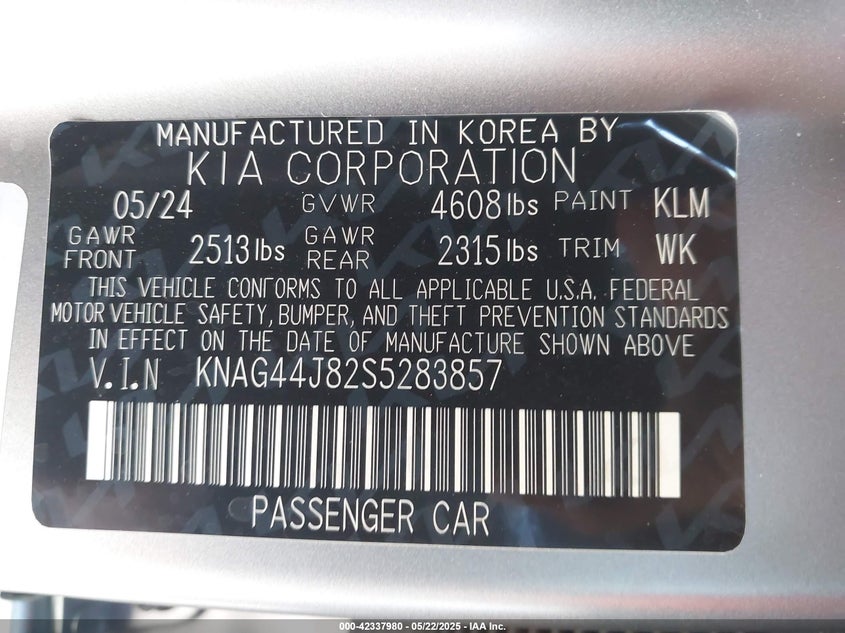 MANUFACTURED IN KOREA BY
KIA CORPORATION
05/24 GVWR 4608 lbs PAINT KLM
GAWR FRONT 2513 lbs GAWR REAR 2315 lbs TRIM WK
THIS VEHICLE CONFORMS TO ALL APPLICABLE U.S.A. FEDERAL
MOTOR VEHICLE SAFETY, BUMPER, AND THEFT PREVENTION STANDARDS
IN EFFECT ON THE DATE OF MANUFACTURE SHOWN ABOVE
V.I.N KNAG44J82S5283857
PASSENGER CAR
000-42337980 - 05/22/2025 - IAA Inc.